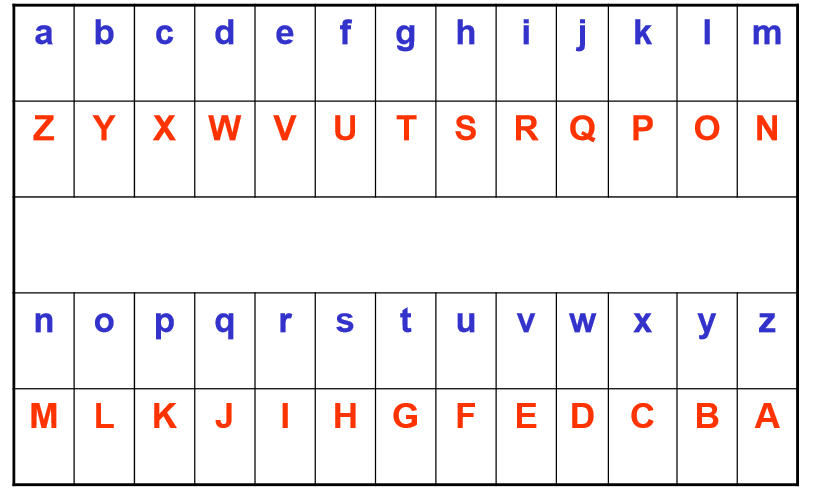 a b c d e f g h i j k l m
Z Y X W V U T S R Q P O N
n o p q r s t u v w x y z
M L K J I H G F E D C B A